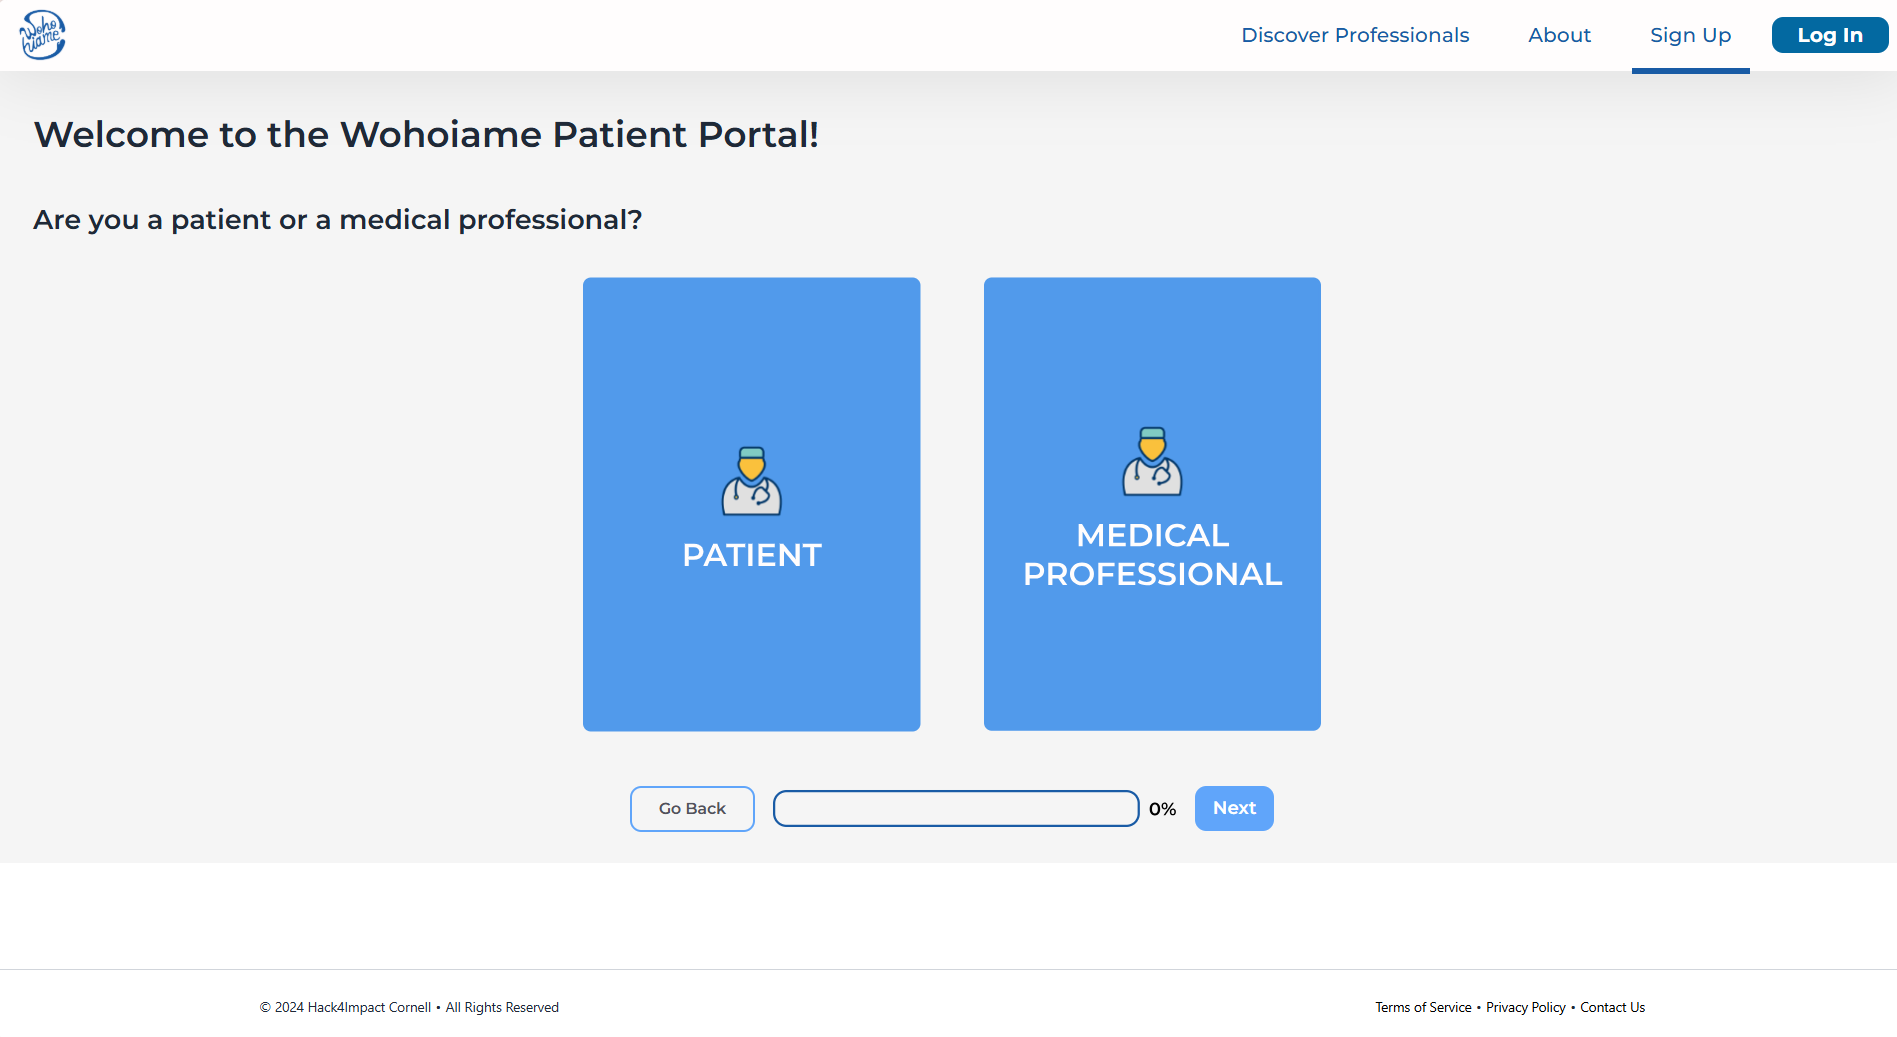 Woho
hiame
Discover Professionals
About
Sign Up
Log In
Welcome to the Wohoiame Patient Portal!
Are you a patient or a medical professional?
PATIENT
MEDICAL
PROFESSIONAL
Go Back
0%
Next
© 2024 Hack4Impact Cornell • All Rights Reserved
Terms of Service • Privacy Policy • Contact Us